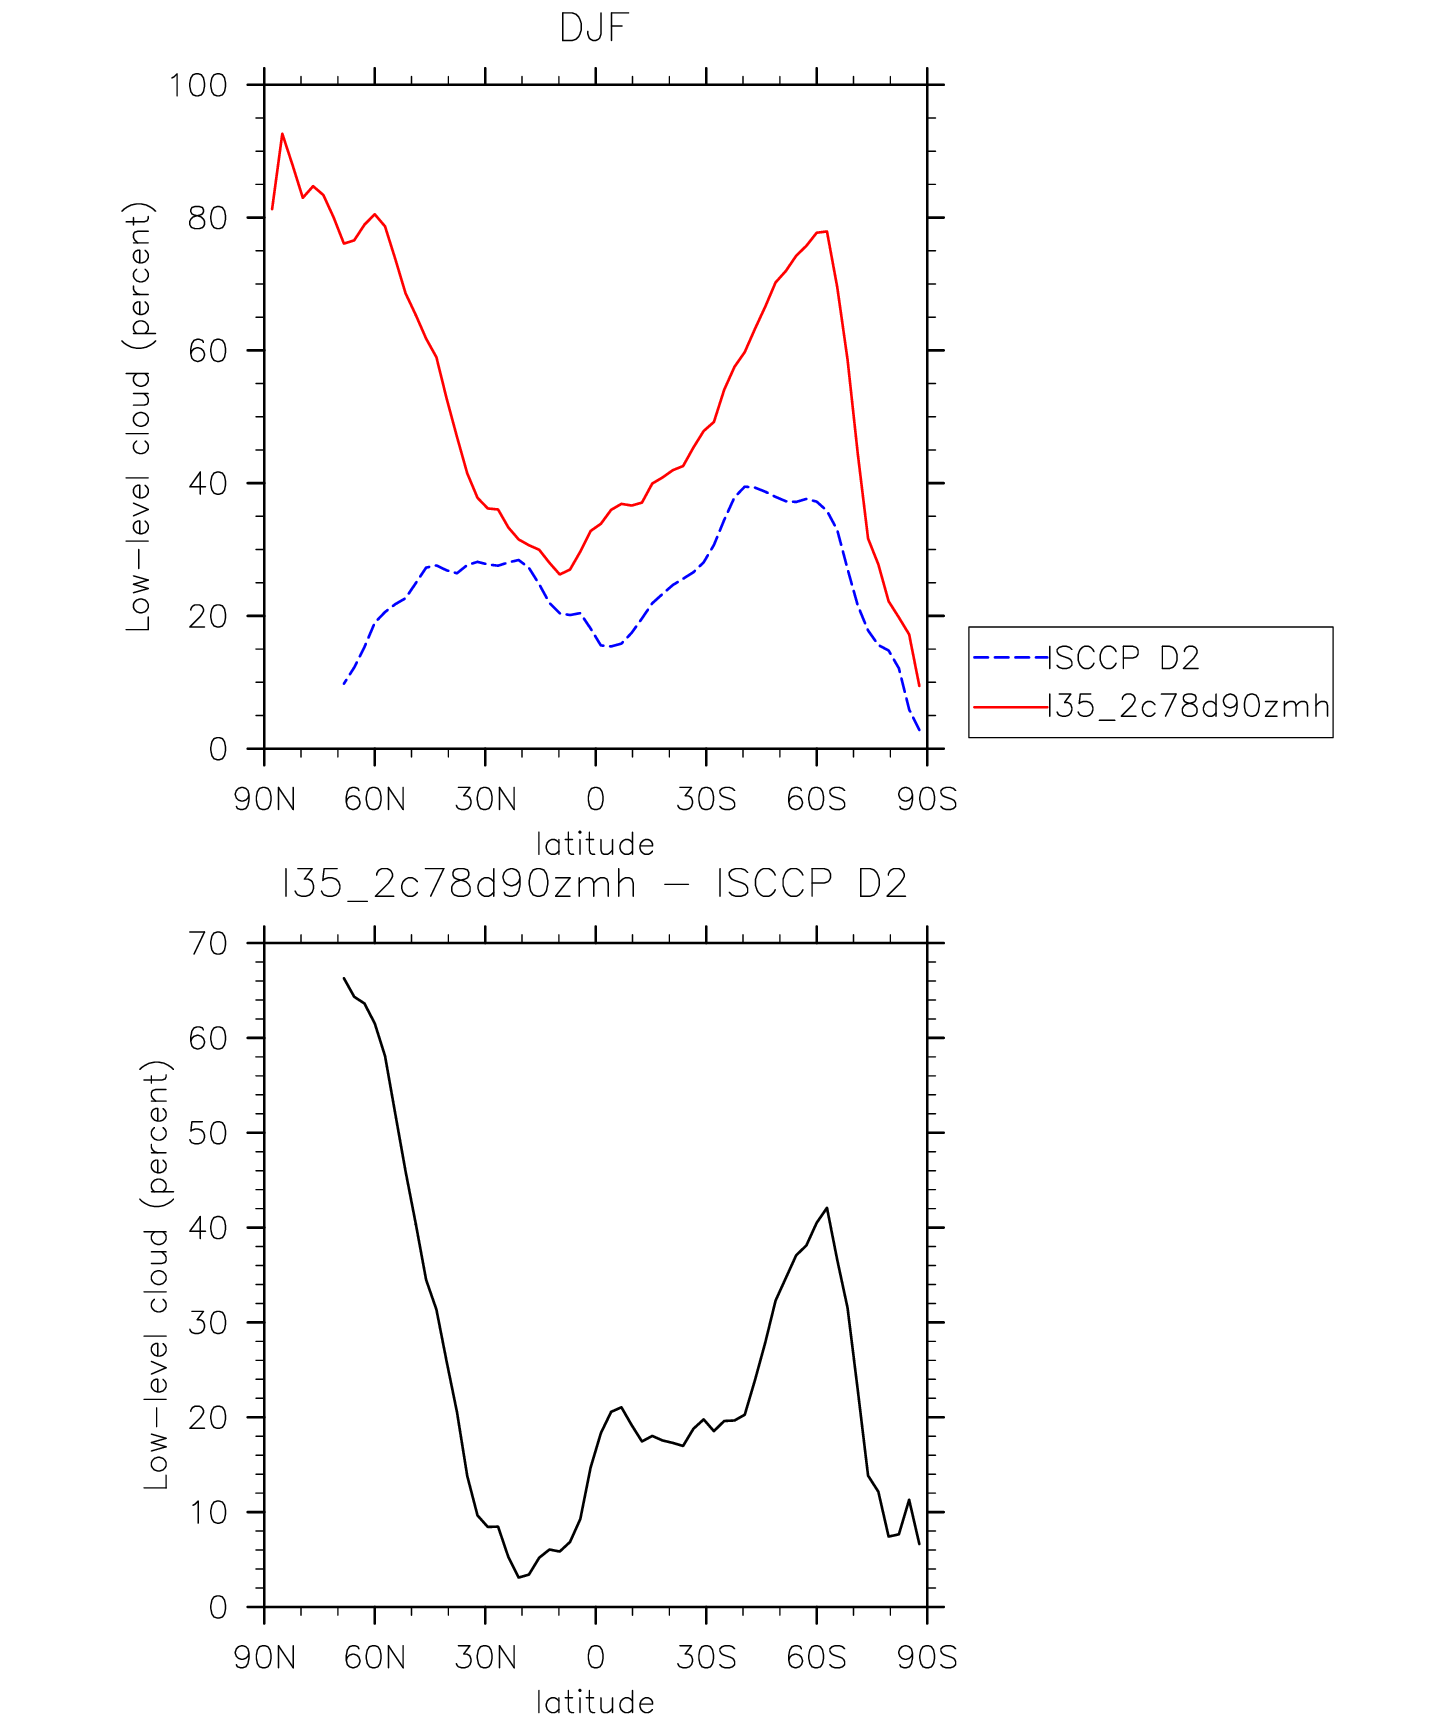 DJF
100
80
60
40
20
0
Low-level cloud (percent)
90N 60N 30N 0 30S 60S 90S
latitude
ISCCP D2
I35_2c78d90zmh
I35_2c78d90zmh - ISCCP D2
70
60
50
40
30
20
10
0
Low-level cloud (percent)
90N 60N 30N 0 30S 60S 90S
latitude